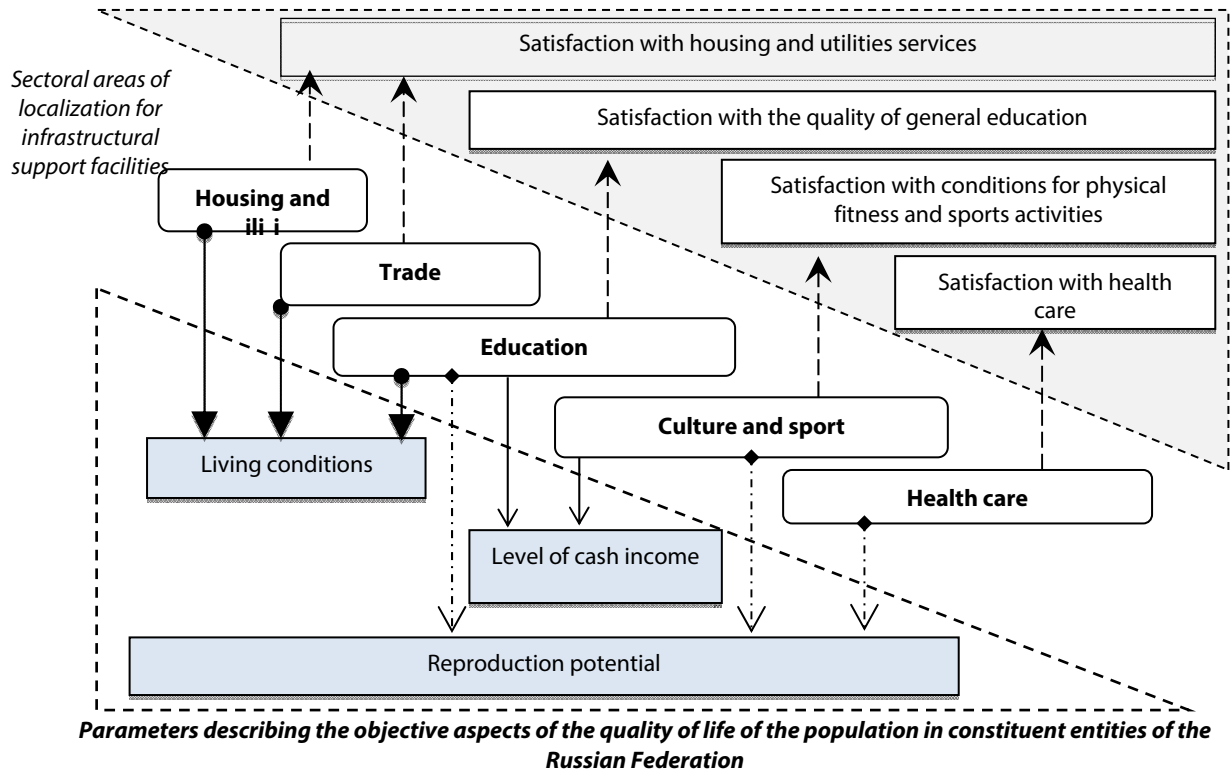 Satisfaction with housing and utilities services
Sectoral areas of
localization for
infrastructural
support facilities
Satisfaction with the quality of general education
Satisfaction with conditions for physical
fitness and sports activities
Housing and
Trade
Satisfaction with health
care
Education
Culture and sport
Living conditions
Health care
Level of cash income
Reproduction potential
Parameters describing the objective aspects of the quality of life of the population in constituent entities of the
Russian Federation